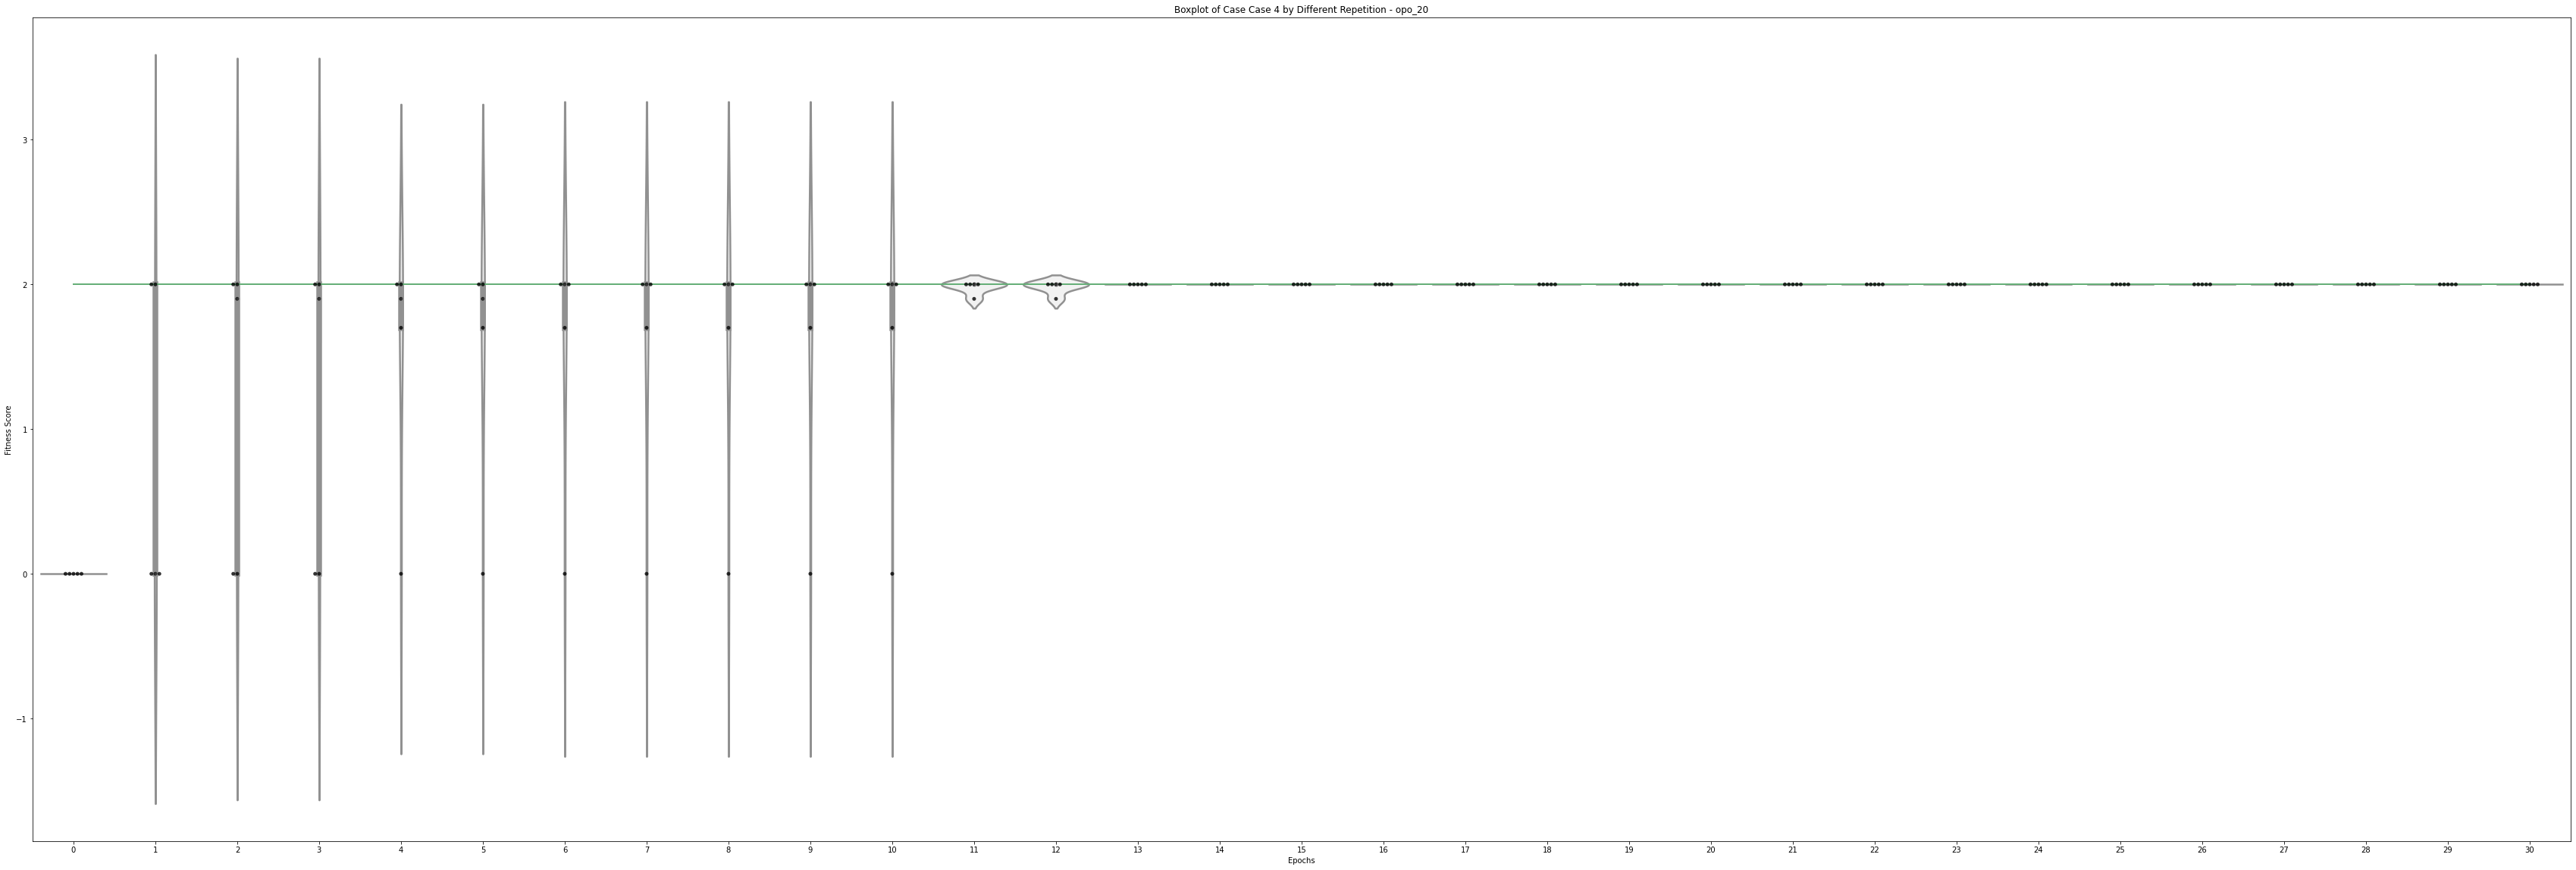 Boxplot of Case Case 4 by Different Repetition - opo_20
Fitness Score
3
2
1
0
−1
0 1 2 3 4 5 6 7 8 9 10 11 12 13 14 15 16 17 18 19 20 21 22 23 24 25 26 27 28 29 30
Epochs